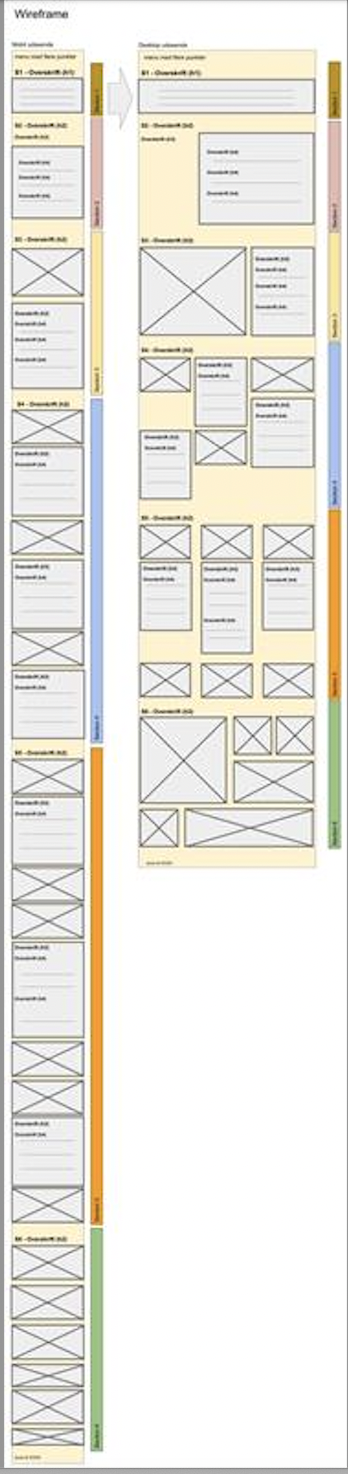 Wireframe
Mobil udseende
menu med flere punkter
S1 - Overskrift (h1)
S2 - Overskrift (h2)
Overskrift (h3)
Overskrift (h4)
Overskrift (h4)
Overskrift (h4)
S3 - Overskrift (h2)
Overskrift (h3)
Overskrift (h4)
Overskrift (h4)
Overskrift (h4)
S4 - Overskrift (h2)
Overskrift (h3)
Overskrift (h4)
Overskrift (h3)
Overskrift (h4)
Overskrift (h3)
Overskrift (h4)
S5 - Overskrift (h2)
Overskrift (h3)
Overskrift (h4)
Overskrift (h3)
Overskrift (h4)
Overskrift (h4)
Overskrift (h3)
Overskrift (h4)
S6 - Overskrift (h2)
Section 1
Section 2
Section 3
Section 4
Section 5
Section 6
Desktop udseende
menu med flere punkter
S1 - Overskrift (h1)
S2 - Overskrift (h2)
Overskrift (h3)
Overskrift (h4)
Overskrift (h4)
Overskrift (h4)
S3 - Overskrift (h2)
Overskrift (h3)
Overskrift (h4)
Overskrift (h4)
Overskrift (h4)
S4 - Overskrift (h2)
Overskrift (h3)
Overskrift (h4)
Overskrift (h3)
Overskrift (h4)
Overskrift (h3)
Overskrift (h4)
S5 - Overskrift (h2)
Overskrift (h3)
Overskrift (h4)
Overskrift (h3)
Overskrift (h4)
Overskrift (h4)
Overskrift (h3)
Overskrift (h4)
S6 - Overskrift (h2)
Section 1
Section 2
Section 3
Section 4
Section 5
Section 6